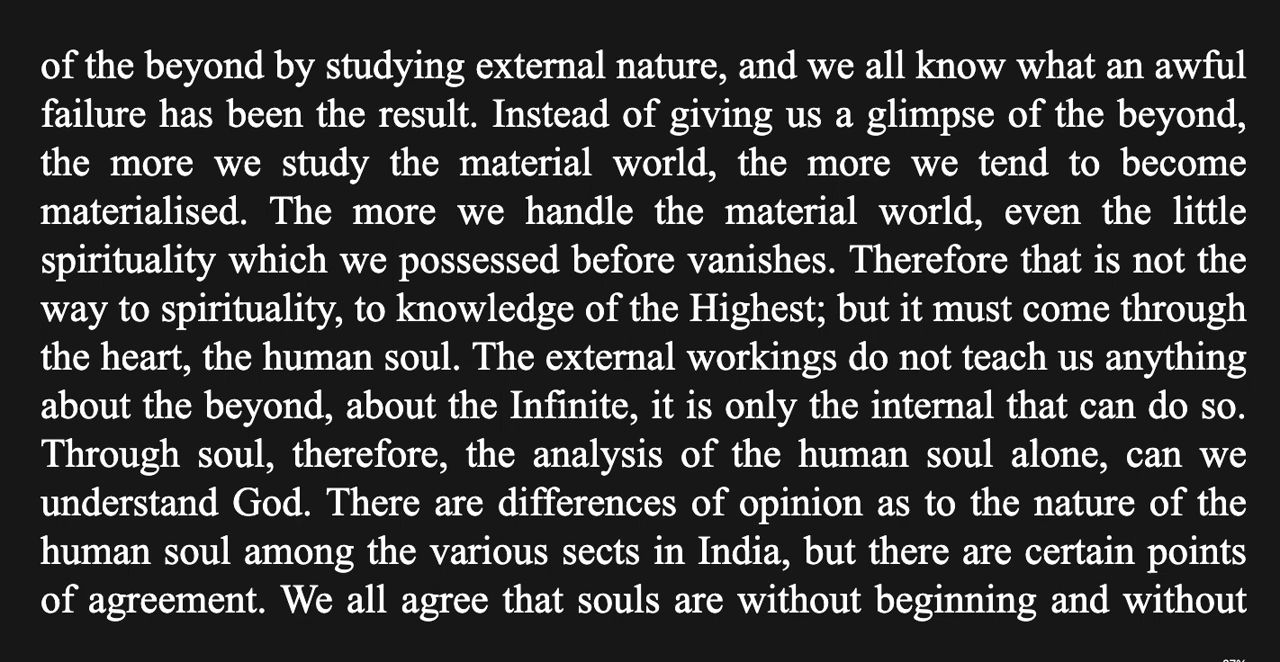 of the beyond by studying external nature, and we all know what an awful
failure has been the result. Instead of giving us a glimpse of the beyond,
the more we study the material world, the more we tend to become
materialised. The more we handle the material world, even the little
spirituality which we possessed before vanishes. Therefore that is not the
way to spirituality, to knowledge of the Highest; but it must come through
the heart, the human soul. The external workings do not teach us anything
about the beyond, about the Infinite, it is only the internal that can do so.
Through soul, therefore, the analysis of the human soul alone, can we
understand God. There are differences of opinion as to the nature of the
human soul among the various sects in India, but there are certain points
of agreement. We all agree that souls are without beginning and without